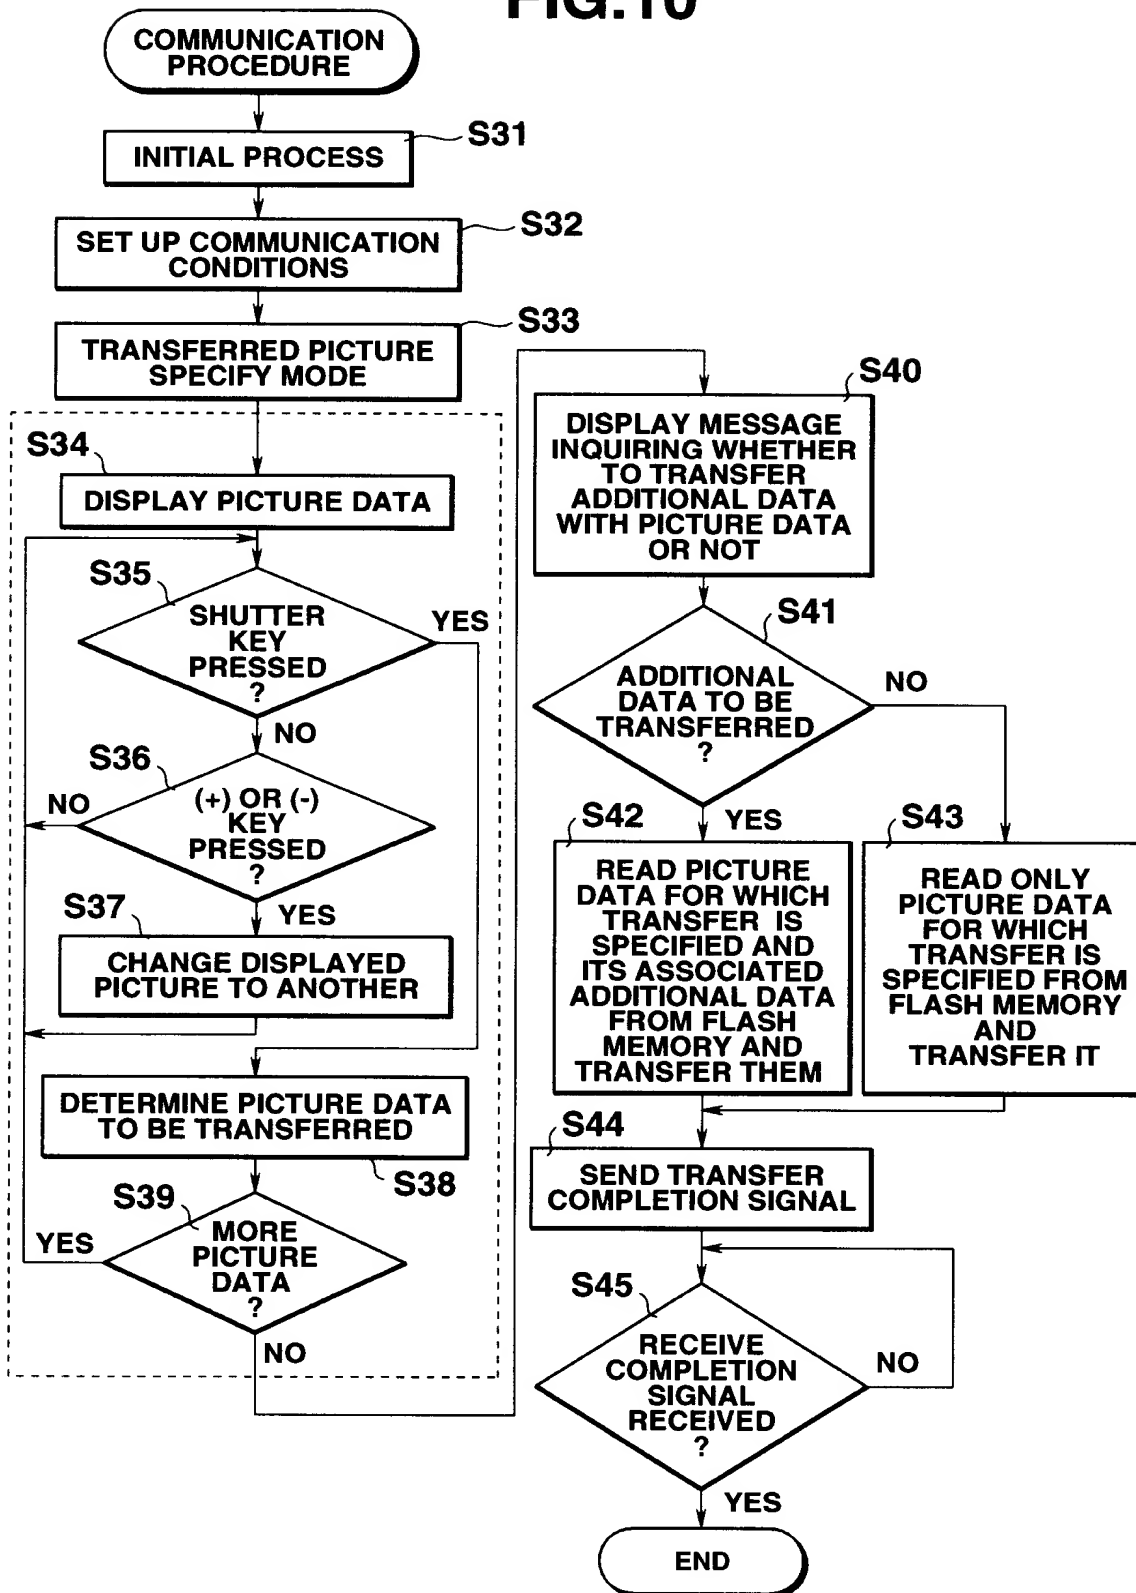 FIG.10
COMMUNICATION
PROCEDURE
S31
INITIAL PROCESS
S32
SET UP COMMUNICATION
CONDITIONS
S33
TRANSFERRED PICTURE
SPECIFY MODE
S34
DISPLAY PICTURE DATA
S35
SHUTTER
KEY
PRESSED
?
YES
NO
S36
(+) OR (-)
KEY
PRESSED
?
NO
YES
S37
CHANGE DISPLAYED
PICTURE TO ANOTHER
DETERMINE PICTURE DATA
TO BE TRANSFERRED
S38
S39
MORE
PICTURE
DATA
?
YES
NO
S40
DISPLAY MESSAGE
INQUIRING WHETHER
TO TRANSFER
ADDITIONAL DATA
WITH PICTURE DATA
OR NOT
S41
ADDITIONAL
DATA TO BE
TRANSFERRED
?
NO
YES
S42
READ PICTURE
DATA FOR WHICH
TRANSFER IS
SPECIFIED AND
ITS ASSOCIATED
ADDITIONAL DATA
FROM FLASH
MEMORY AND
TRANSFER THEM
S43
READ ONLY
PICTURE DATA
FOR WHICH
TRANSFER IS
SPECIFIED FROM
FLASH MEMORY
AND
TRANSFER IT
S44
SEND TRANSFER
COMPLETION SIGNAL
S45
RECEIVE
COMPLETION
SIGNAL
RECEIVED
?
NO
YES
END